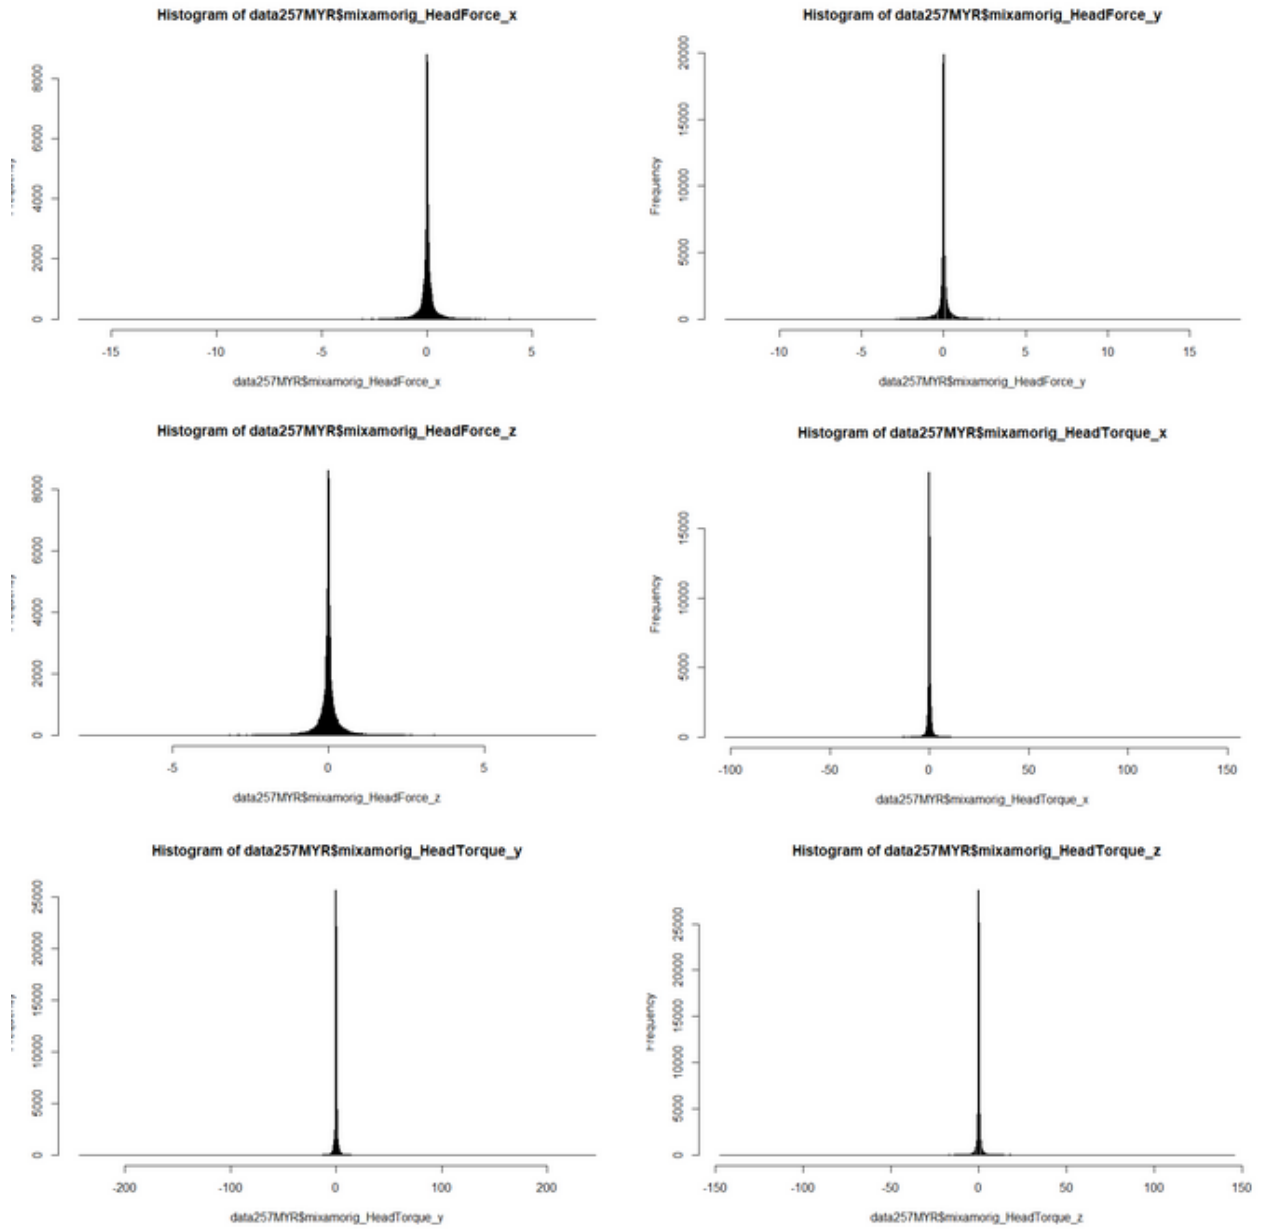 Histogram of data257MYR$mixamorig_HeadForce_x
8000
6000
4000
2000
0
-15 -10 -5 0 5
data257MYR$mixamorig_HeadForce_x
Histogram of data257MYR$mixamorig_HeadForce_y
Frequency
20000
15000
10000
5000
0
-10 -5 0 5 10 15
data257MYR$mixamorig_HeadForce_y
Histogram of data257MYR$mixamorig_HeadForce_z
8000
6000
4000
2000
0
-5 0 5
data257MYR$mixamorig_HeadForce_z
Histogram of data257MYR$mixamorig_HeadTorque_x
Frequency
15000
10000
5000
0
-100 -50 0 50 100 150
data257MYR$mixamorig_HeadTorque_x
Histogram of data257MYR$mixamorig_HeadTorque_y
25000
20000
15000
10000
5000
0
-200 -100 0 100 200
data257MYR$mixamorig_HeadTorque_y
Histogram of data257MYR$mixamorig_HeadTorque_z
Frequency
25000
20000
15000
10000
5000
0
-150 -100 -50 0 50 100 150
data257MYR$mixamorig_HeadTorque_z